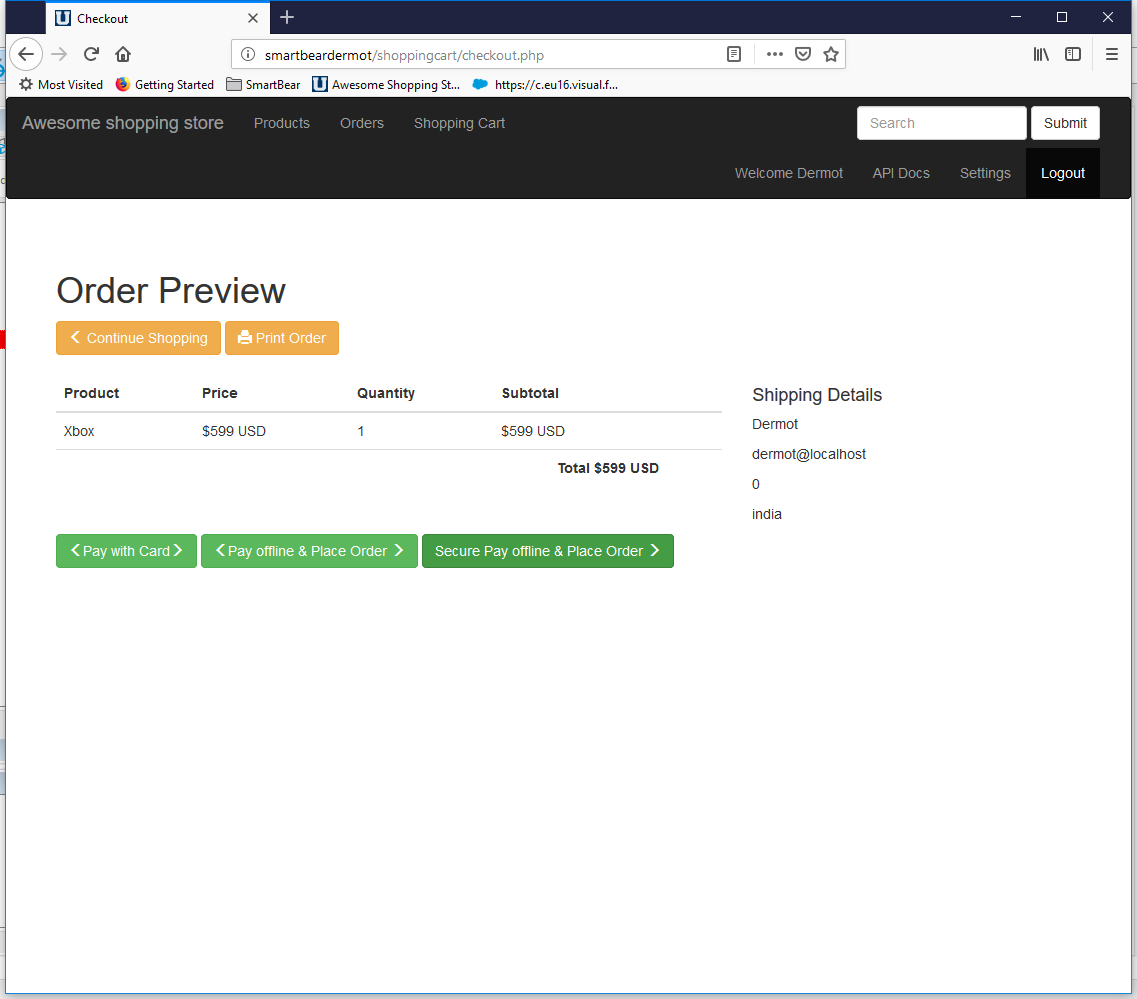 Checkout
smartbeardermot/shoppingcart/checkout.php
Most Visited Getting Started SmartBear Awesome Shopping St... https://c.eu16.visual.f...
Awesome shopping store Products Orders Shopping Cart Search Submit
Welcome Dermot API Docs Settings Logout
Order Preview
Continue Shopping Print Order
Product Price Quantity Subtotal
Xbox $599 USD 1 $599 USD
Total $599 USD
Shipping Details
Dermot
dermot@localhost
0
india
Pay with Card Pay offline & Place Order Secure Pay offline & Place Order